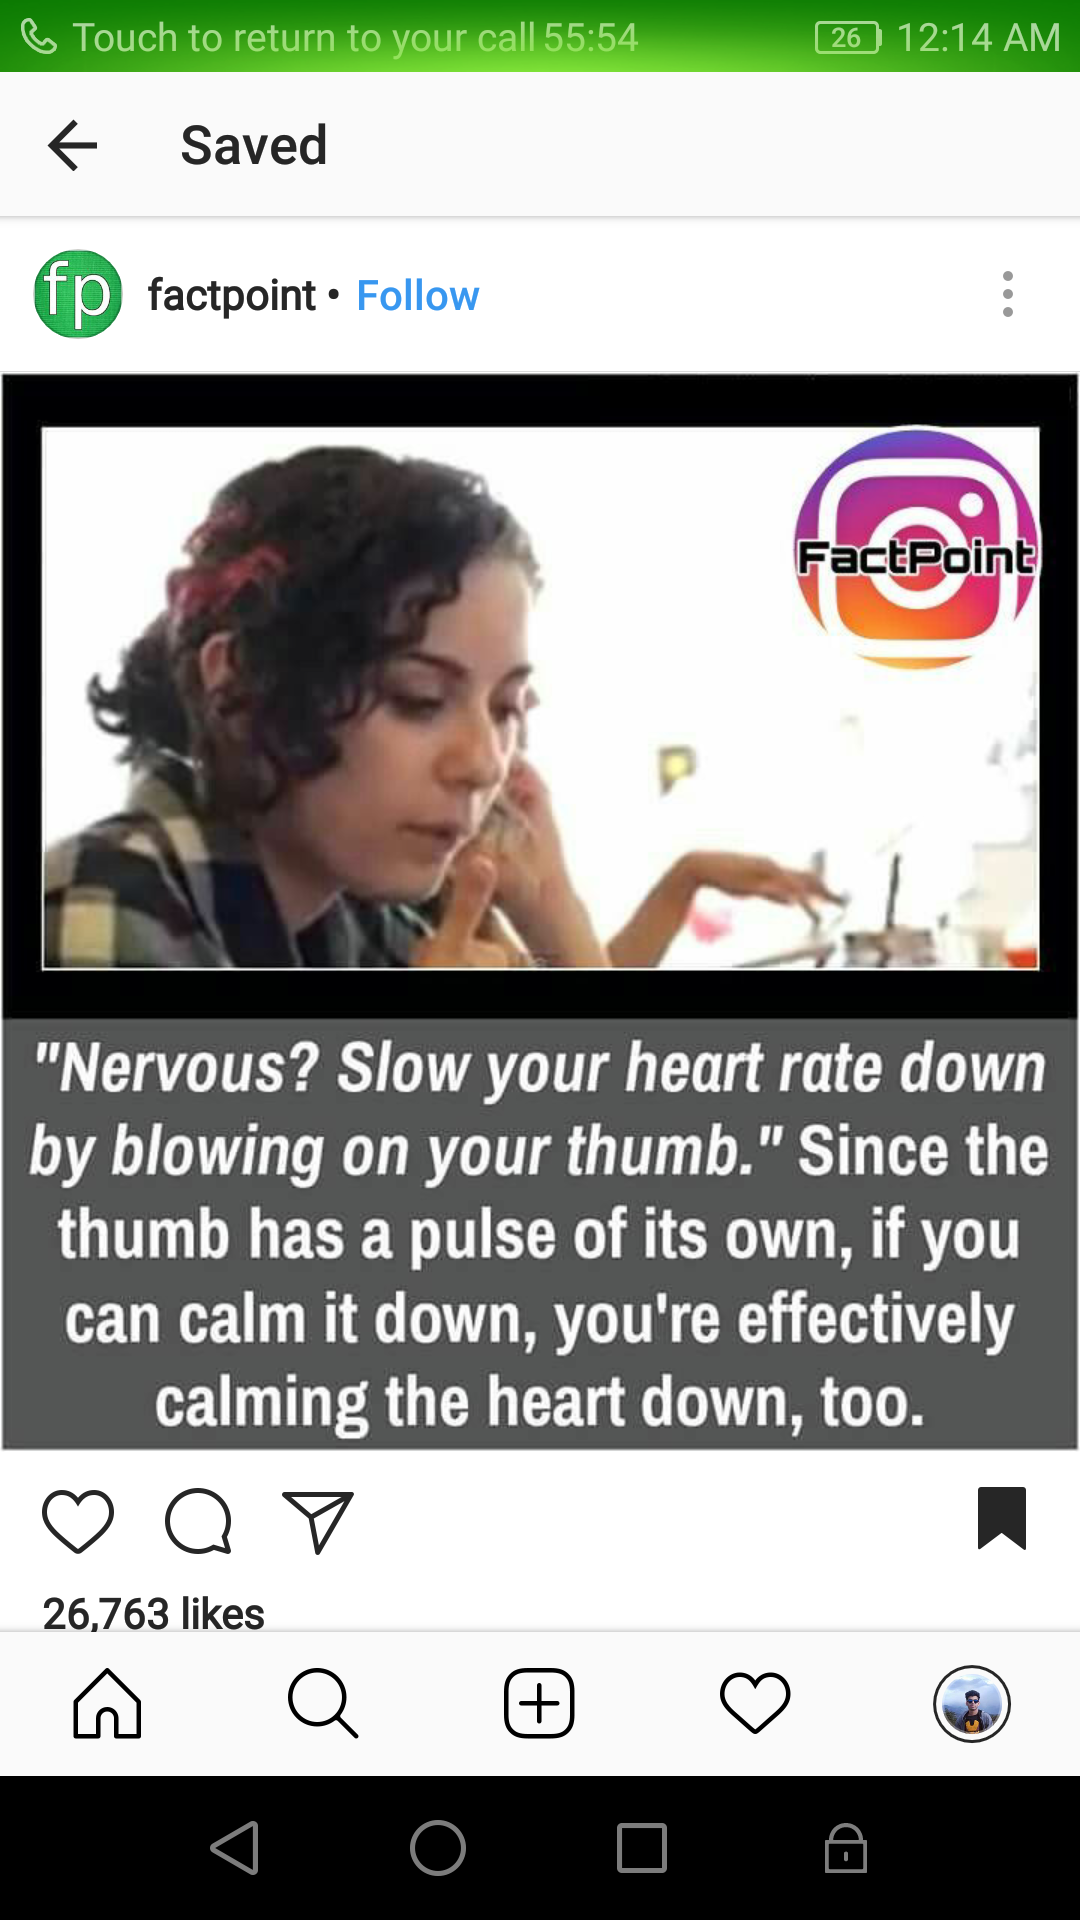 Touch to return to your call 55:54
26
12:14 AM
Saved
fp
factpoint • Follow
FactPoint
"Nervous? Slow your heart rate down
by blowing on your thumb." Since the
thumb has a pulse of its own, if you
can calm it down, you're effectively
calming the heart down, too.
26,763 likes